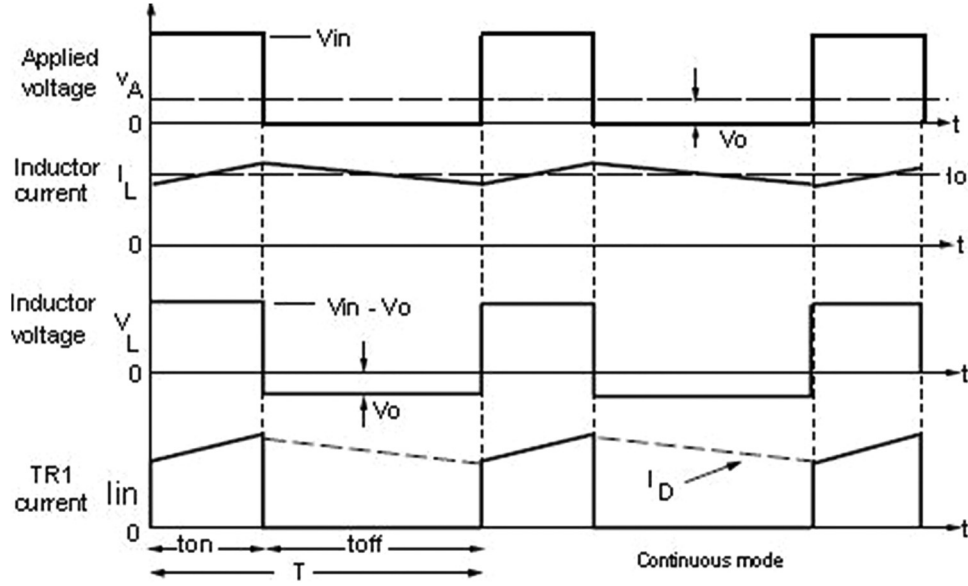 Applied
voltage
vA
0
Vin
Vo
t
Inductor
current
IL
0
Io
t
Inductor
voltage
VL
0
Vin - Vo
Vo
t
TR1
current
Iin
0
ID
t
ton
toff
T
Continuous mode